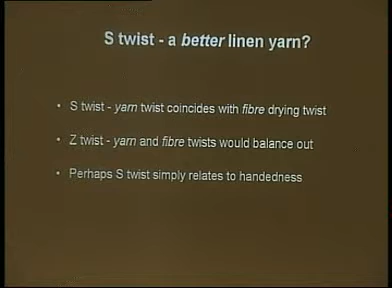 S twist - a better linen yarn?
• S twist - yarn twist coincides with fibre drying twist
• Z twist - yarn and fibre twists would balance out
• Perhaps S twist simply relates to handedness